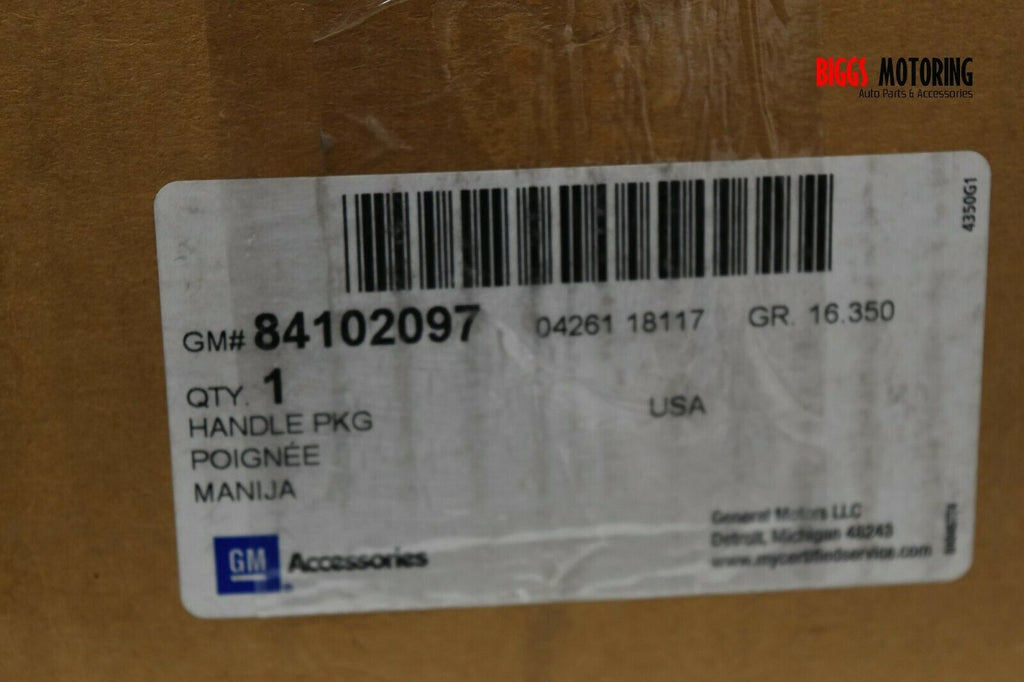 BIGGS MOTORING
Auto Parts & Accessories
4350G1
GM# 84102097 04261 18117 GR. 16.350
QTY. 1
USA
HANDLE PKG
POIGNÉE
MANIJA
GM Accessories
General Motors LLC
Detroit, Michigan 48243
www.mycertifiedservice.com